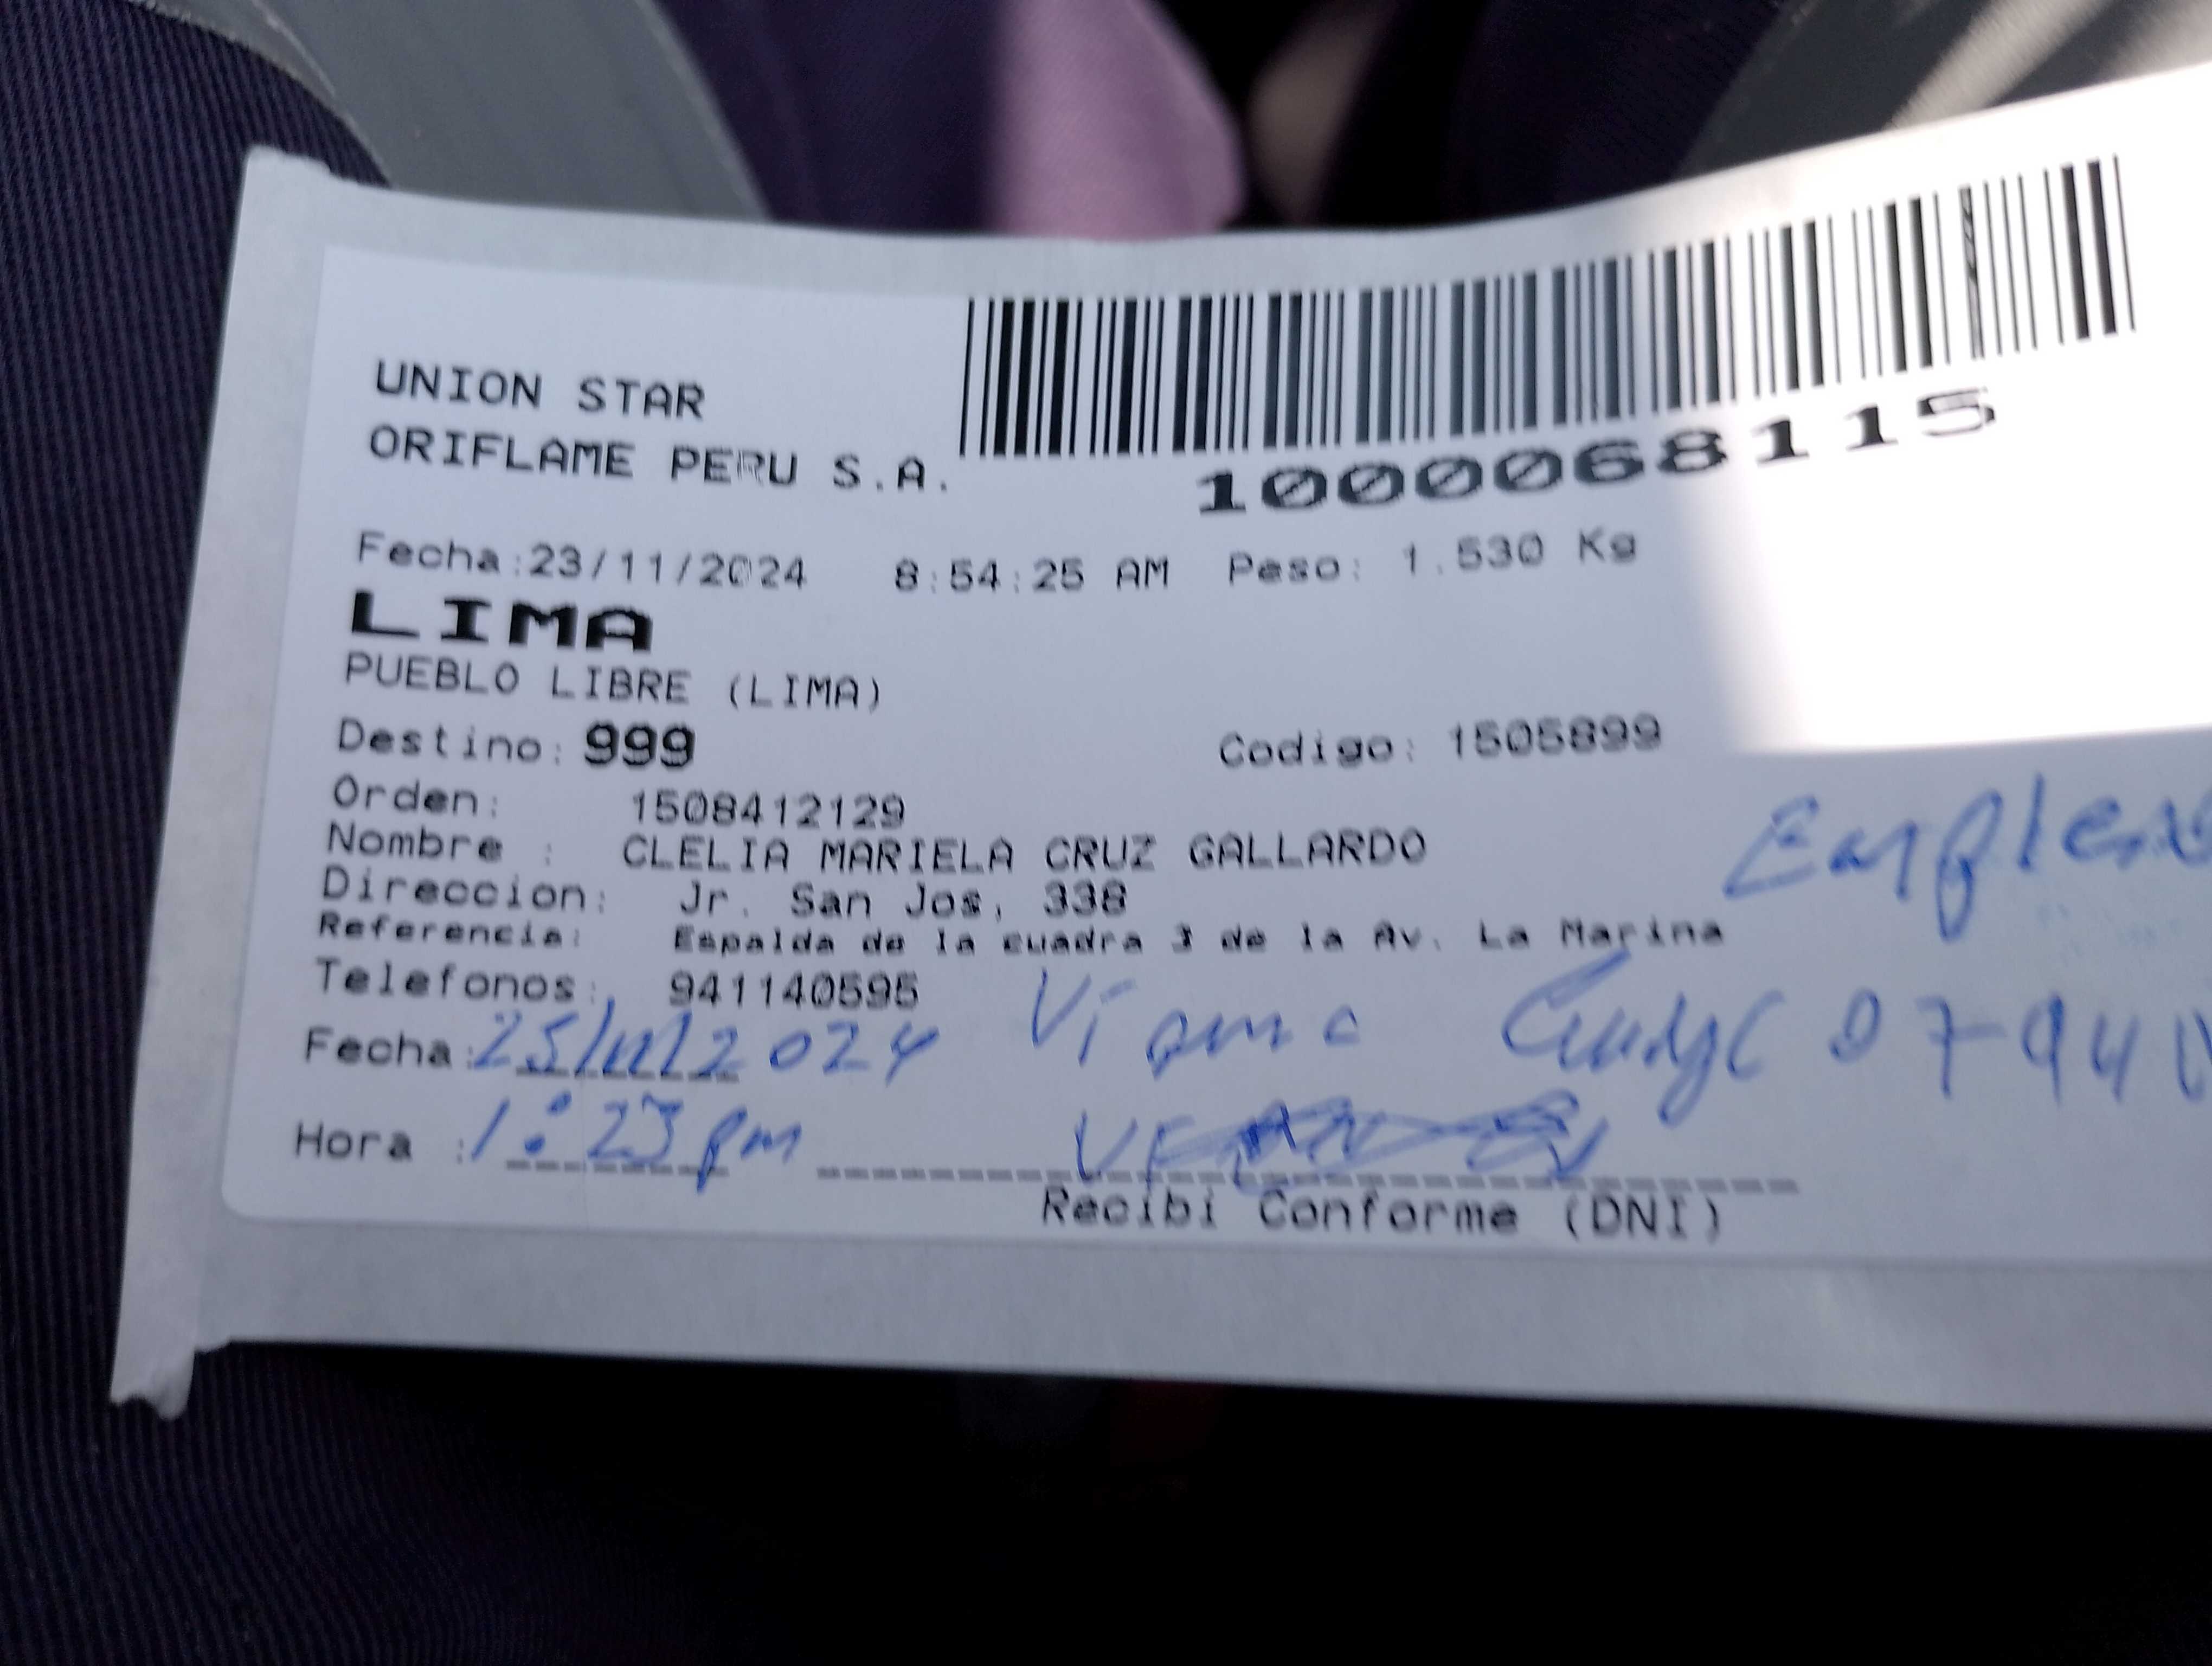 UNION STAR
ORIFLAME PERU S.A.
1000068115
Fecha:23/11/2024 8:54:25 AM Peso: 1.530 Kg
LIMA
PUEBLO LIBRE (LIMA)
Destino: 999 Codigo: 1505899
Orden: 1508412129
Nombre : CLELIA MARIELA CRUZ GALLARDO
Direccion: Jr. San Jos, 338
Referencia: Espalda de la cuadra 3 de la Av. La Marina
Telefonos: 941140595
Fecha: 25/11/2024
Hora : 1:23 pm
Recibi Conforme (DNI)